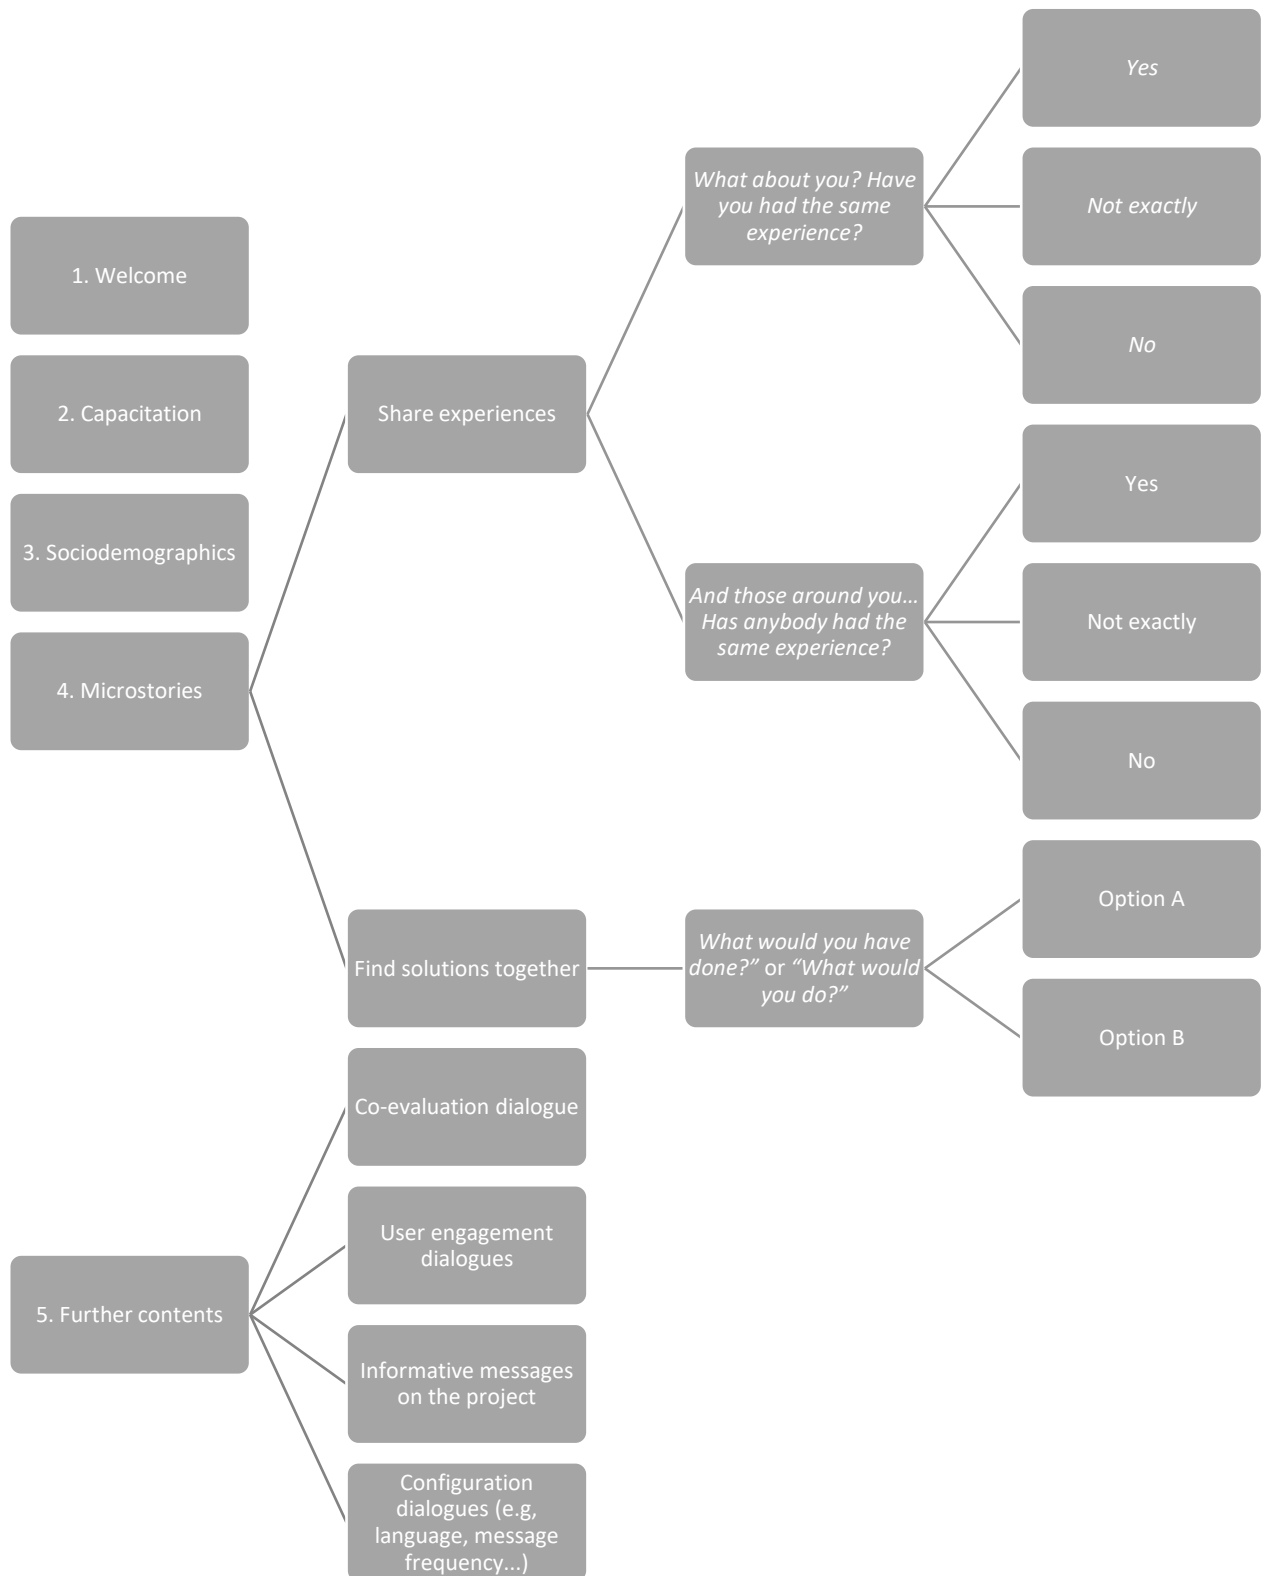 1. Welcome
2. Capacitation
3. Sociodemographics
4. Microstories
Share experiences
What about you? Have
you had the same
experience?
Yes
Not exactly
No
And those around you…
Has anybody had the
same experience?
Yes
Not exactly
No
Find solutions together
What would you have
done?” or “What would
you do?”
Option A
Option B
5. Further contents
Co-evaluation dialogue
User engagement
dialogues
Informative messages
on the project
Configuration
dialogues (e.g,
language, message
frequency...)